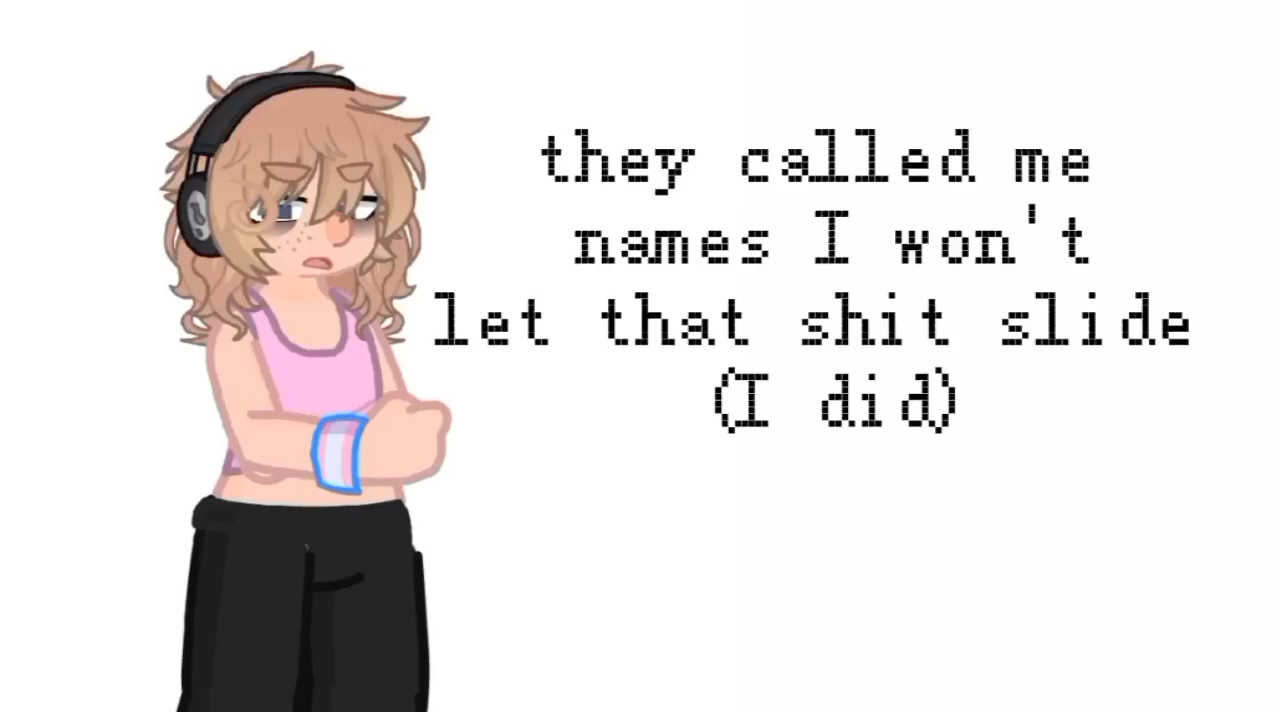 they called me
names I won't
let that shit slide
(I did)